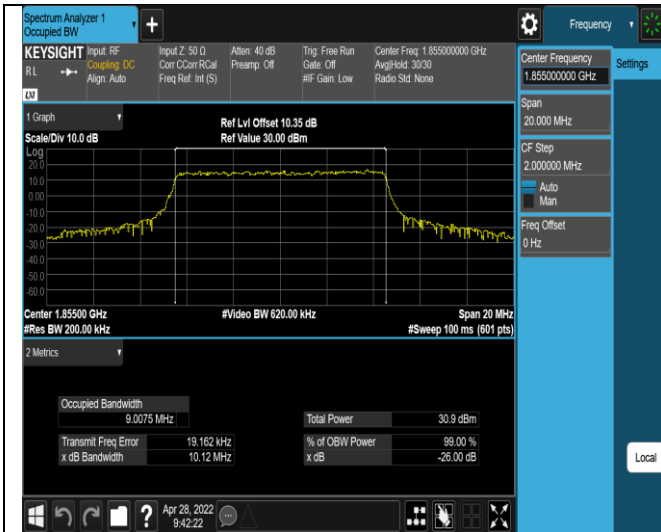 Spectrum Analyzer 1
Occupied BW
+
Frequency
KEYSIGHT
RL
LXI
Input: RF
Coupling: DC
Align: Auto
Input Z: 50 Ω
Corr CCorr RCal
Freq Ref: Int (S)
Atten: 40 dB
Preamp: Off
Trig: Free Run
Gate: Off
#IF Gain: Low
Center Freq: 1.855000000 GHz
Avg|Hold: 30/30
Radio Std: None
Center Frequency
1.855000000 GHz
Settings
Span
20.000 MHz
CF Step
2.000000 MHz
Auto
Man
Freq Offset
0 Hz
1 Graph
Scale/Div 10.0 dB
Ref Lvl Offset 10.35 dB
Ref Value 30.00 dBm
Log
20.0
10.0
0.00
-10.0
-20.0
-30.0
-40.0
-50.0
-60.0
Center 1.85500 GHz
#Video BW 620.00 kHz
Span 20 MHz
#Res BW 200.00 kHz
#Sweep 100 ms (601 pts)
2 Metrics
Occupied Bandwidth
9.0075 MHz
Total Power
30.9 dBm
Transmit Freq Error
19.162 kHz
% of OBW Power
99.00 %
x dB Bandwidth
10.12 MHz
x dB
-26.00 dB
Local
?
Apr 28, 2022
9:42:22